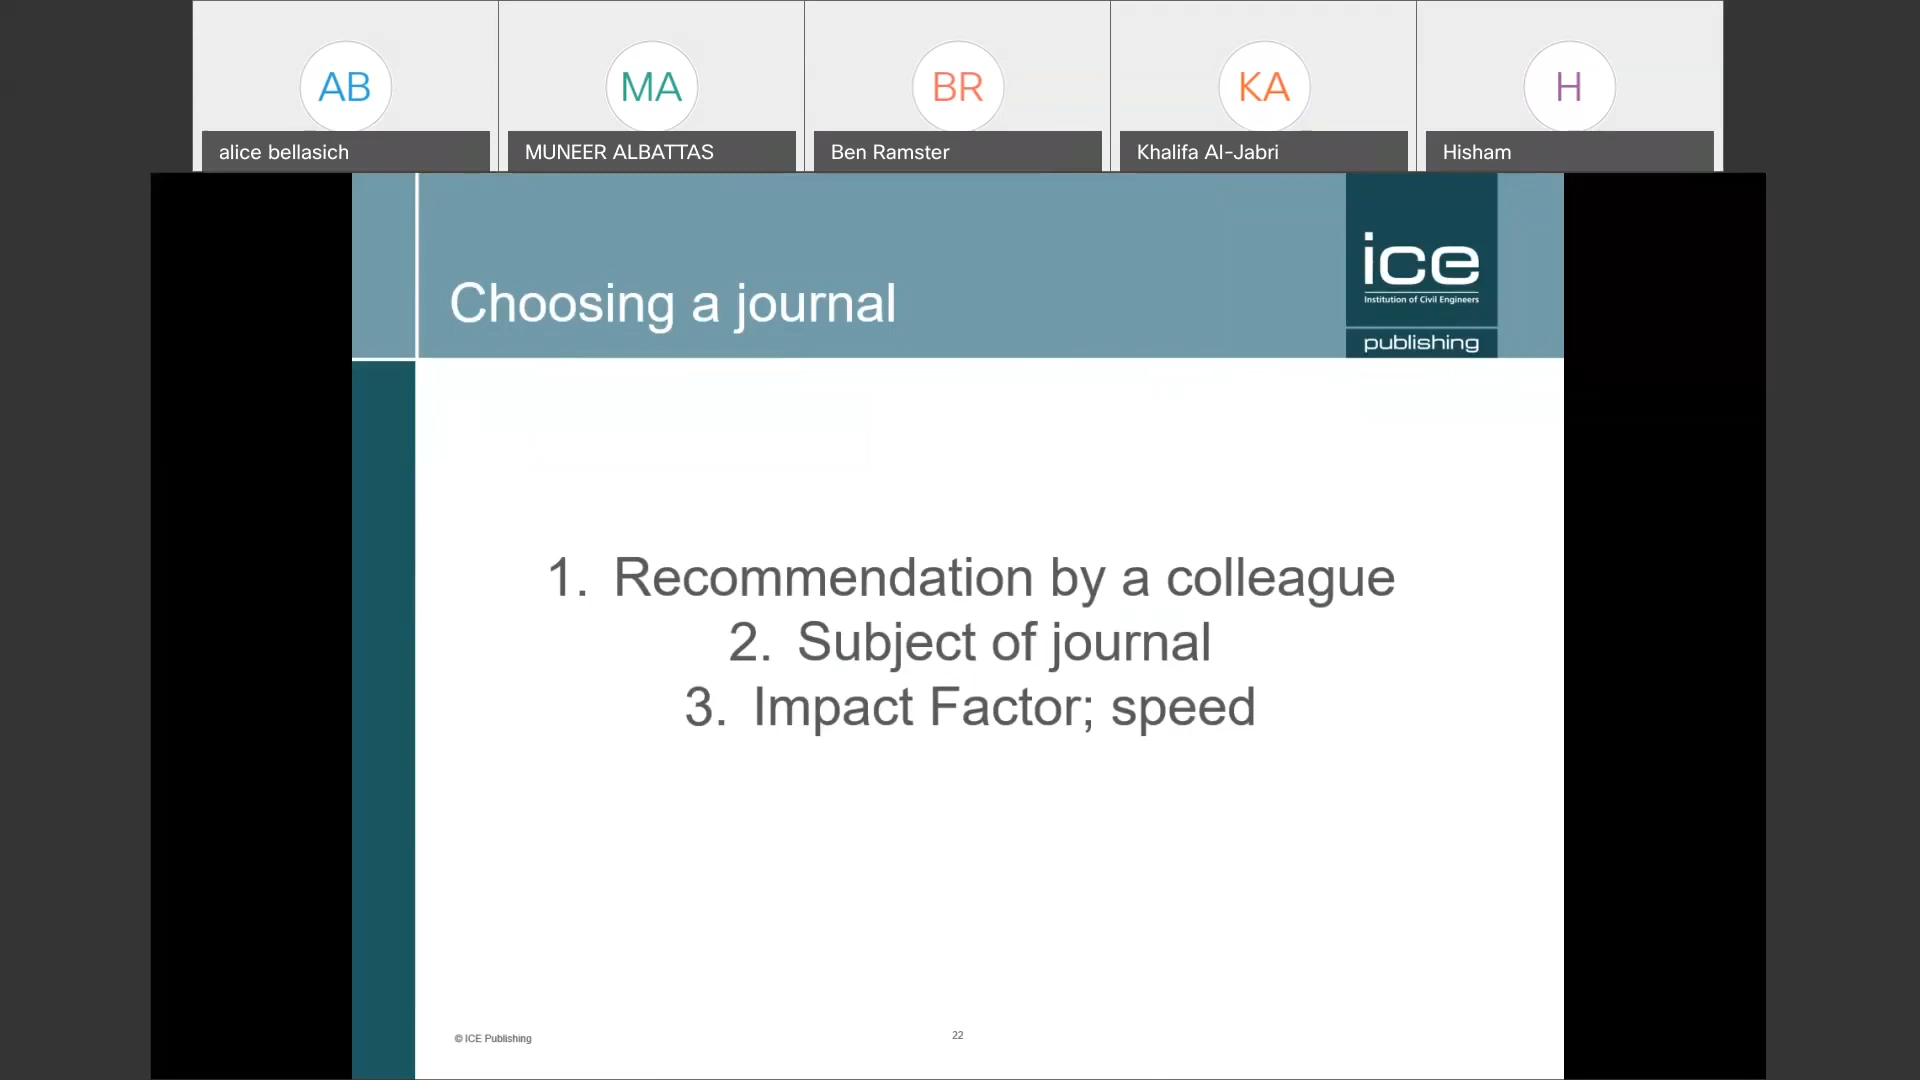 AB
MA
BR
KA
H
alice bellasich
MUNEER ALBATTAS
Ben Ramster
Khalifa Al-Jabri
Hisham
ice
Institution of Civil Engineers
publishing
Choosing a journal
1. Recommendation by a colleague
2. Subject of journal
3. Impact Factor; speed
© ICE Publishing
22